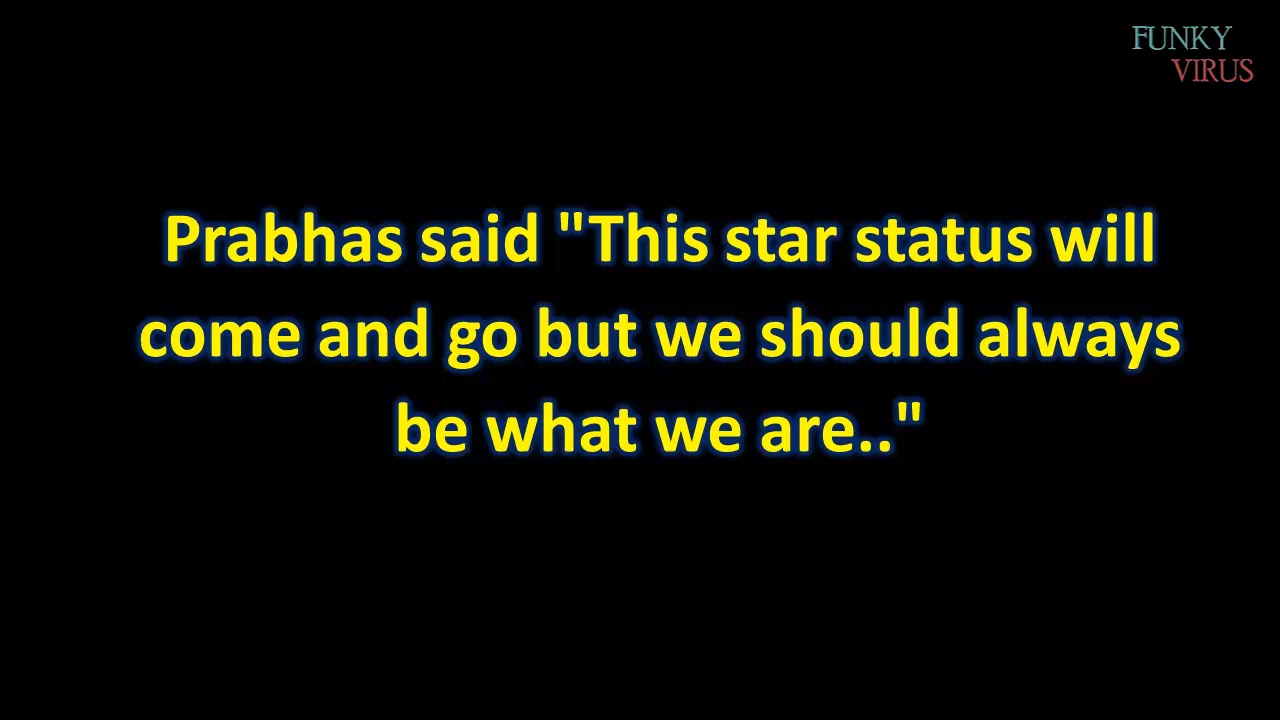 FUNKY
VIRUS
Prabhas said "This star status will
come and go but we should always
be what we are.."